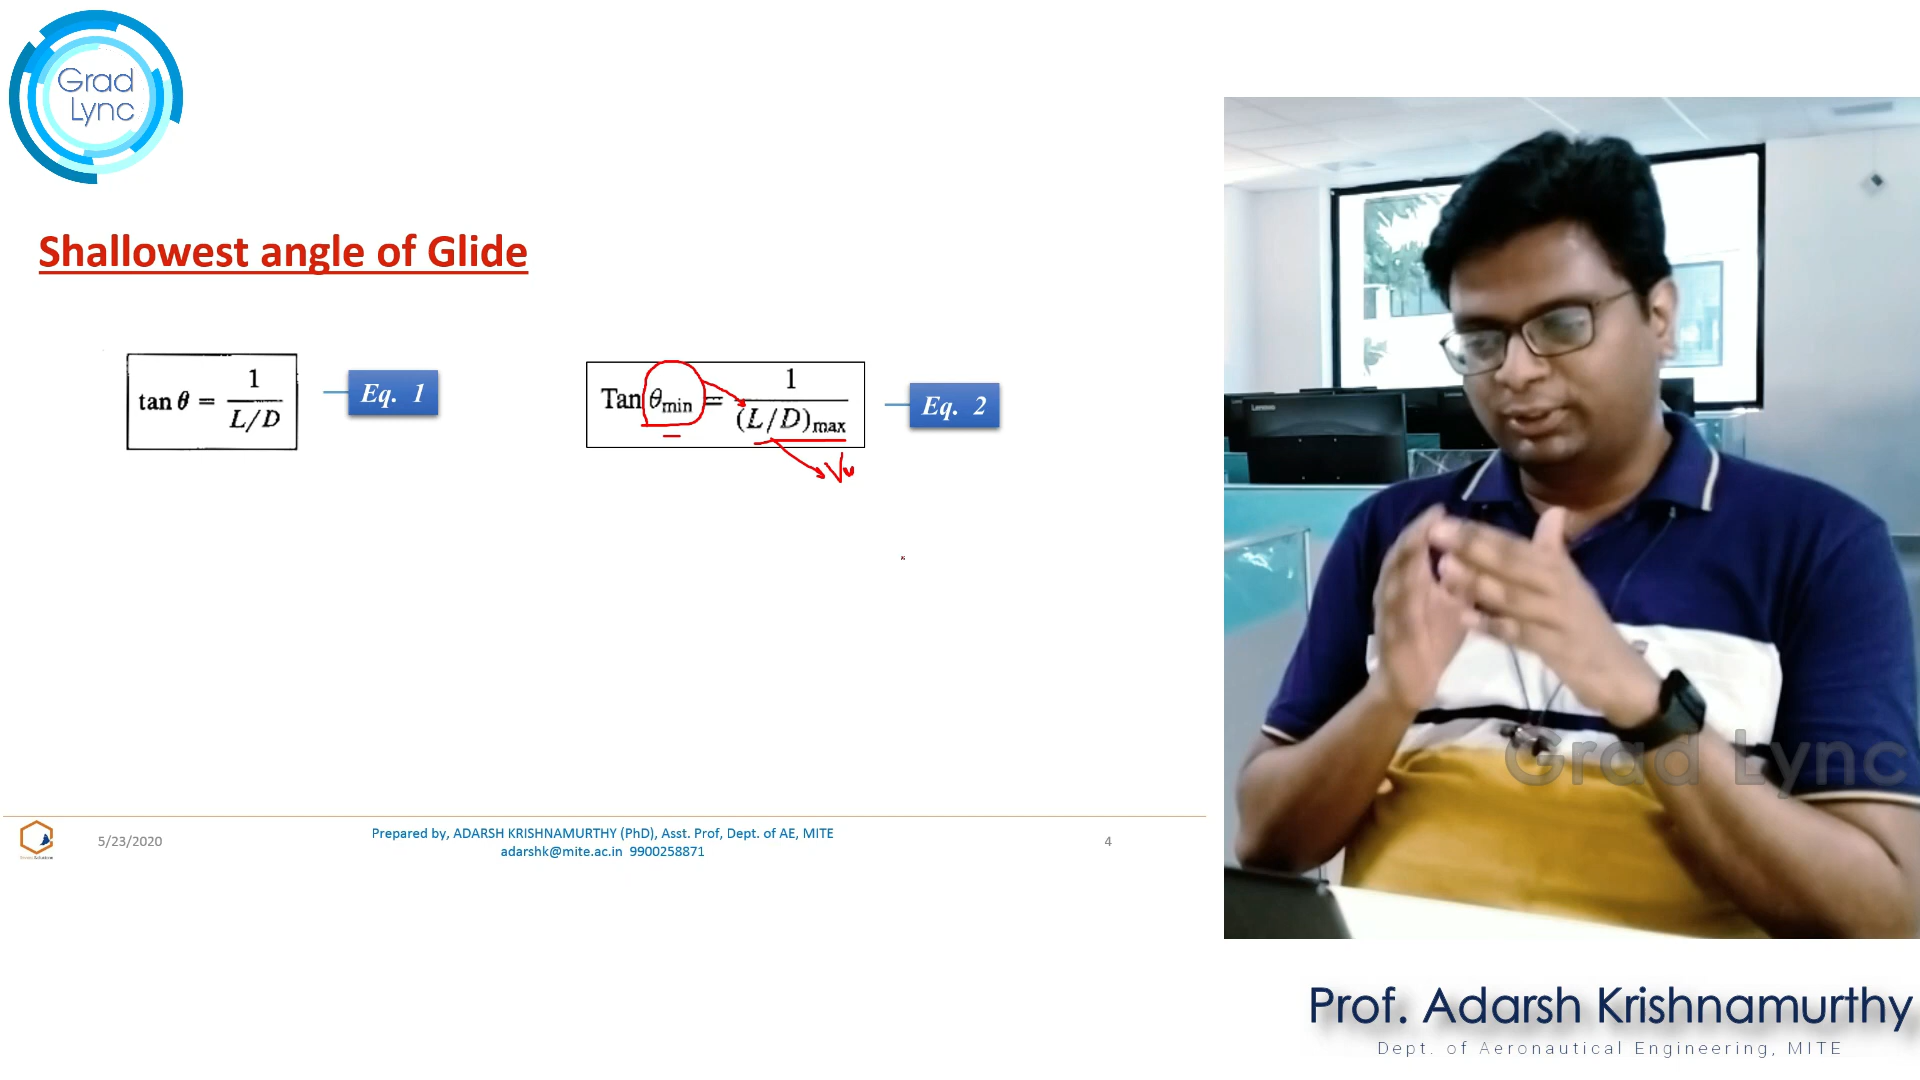 Grad
Lync
Shallowest angle of Glide
tan θ = 1 / L/D
Eq. 1
Tan θmin = 1 / (L/D)max
Eq. 2
Lenovo
Grad Lync
5/23/2020
Prepared by, ADARSH KRISHNAMURTHY (PhD), Asst. Prof, Dept. of AE, MITE
adarshk@mite.ac.in 9900258871
4
Prof. Adarsh Krishnamurthy
Dept. of Aeronautical Engineering, MITE